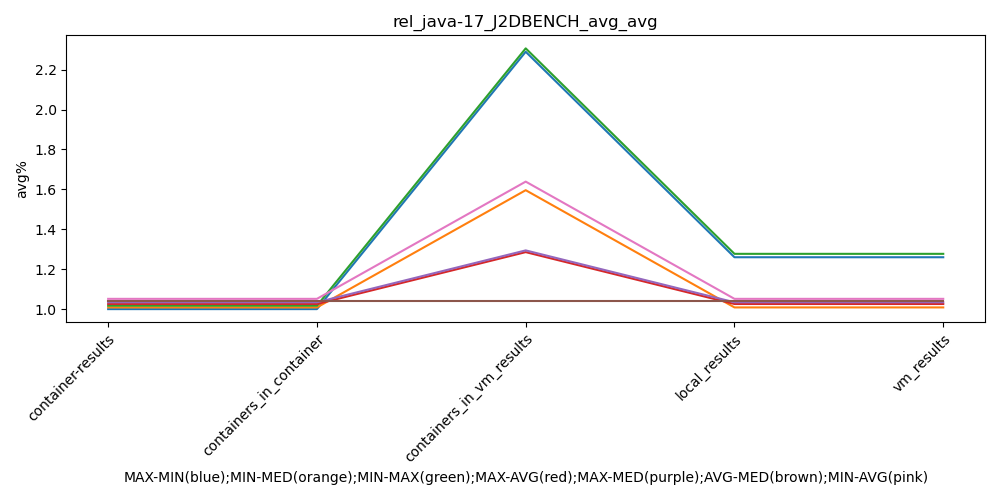 rel_java-17_J2DBENCH_avg_avg
avg%
2.2
2.0
1.8
1.6
1.4
1.2
1.0
container-results
containers_in_container
containers_in_vm_results
local_results
vm_results
MAX-MIN(blue);MIN-MED(orange);MIN-MAX(green);MAX-AVG(red);MAX-MED(purple);AVG-MED(brown);MIN-AVG(pink)